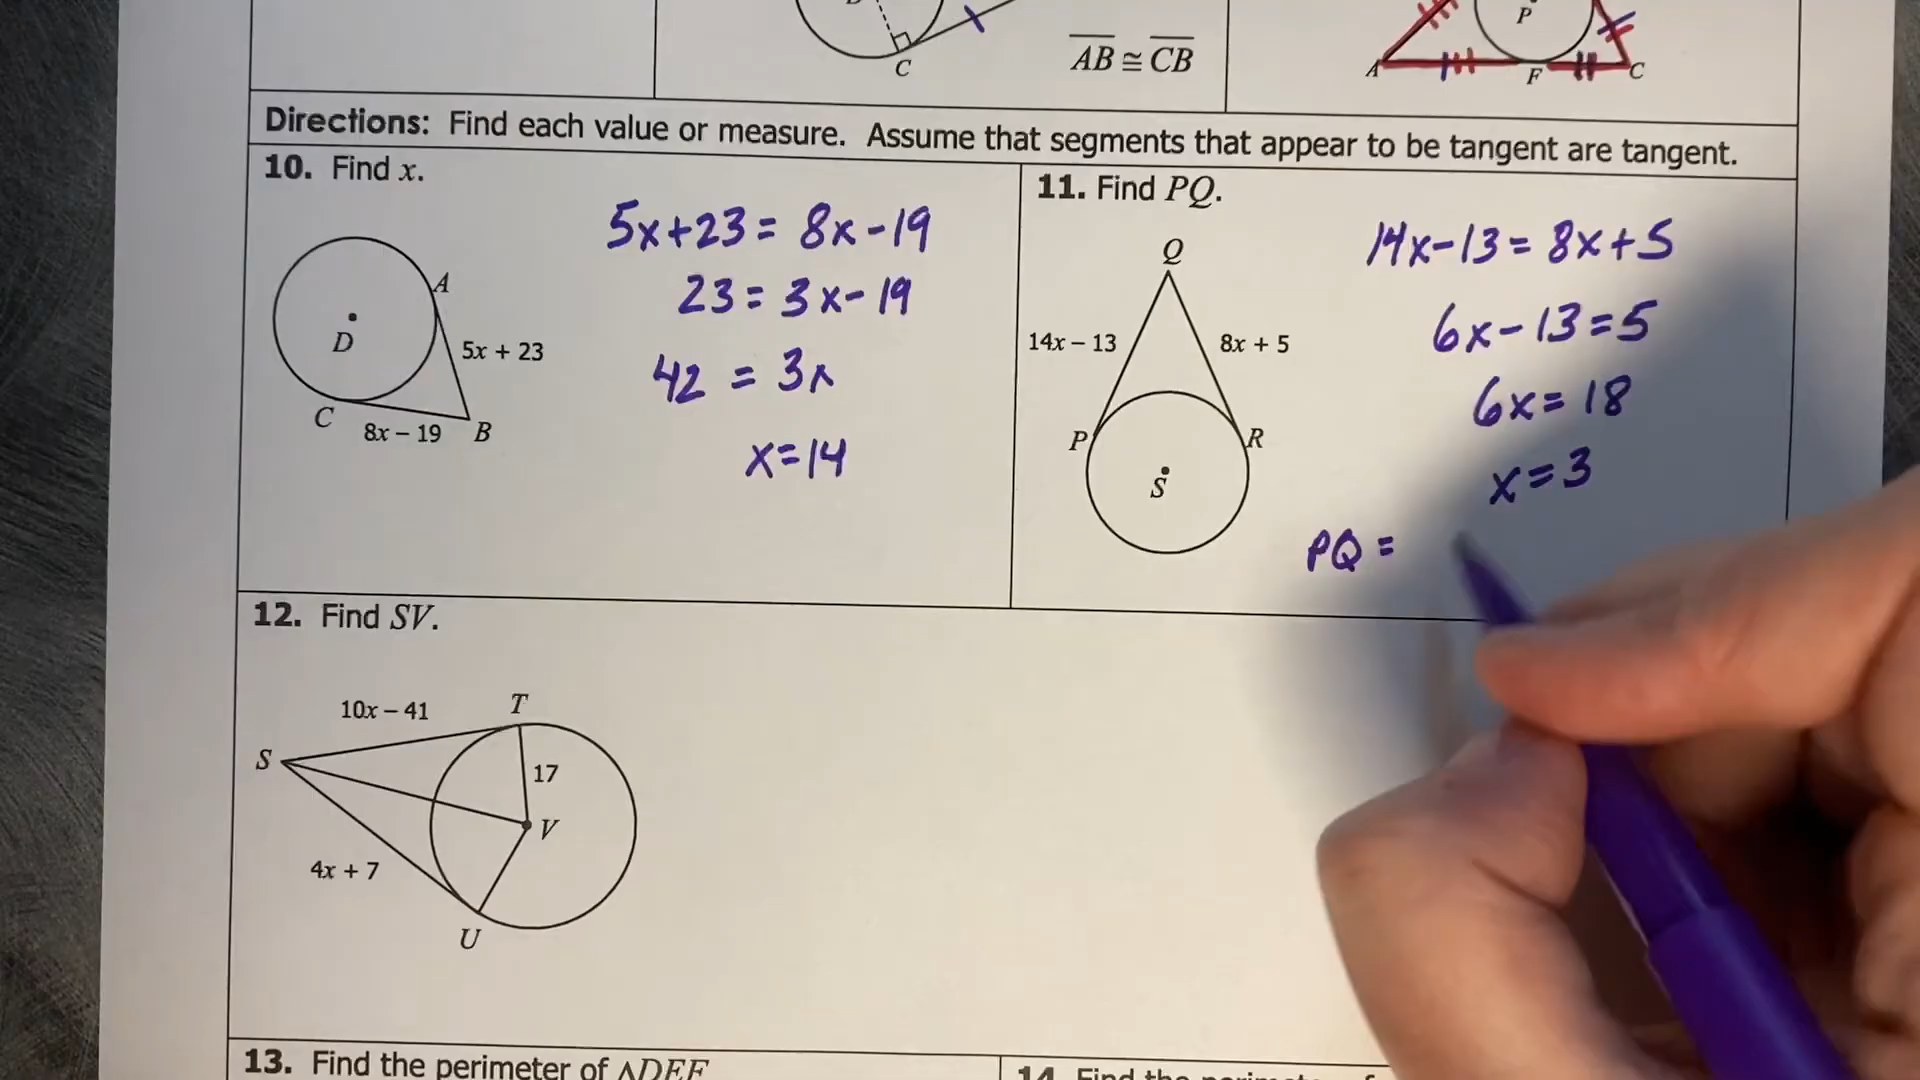 C
AB ≅ CB
P
A
F
C
Directions: Find each value or measure. Assume that segments that appear to be tangent are tangent.
10. Find x.
A
D
5x + 23
C
8x – 19
B
5x+23 = 8x-19
23 = 3x-19
42 = 3x
x=14
11. Find PQ.
Q
14x – 13
8x + 5
P
R
S
14x-13 = 8x+5
6x-13=5
6x=18
x=3
PQ =
12. Find SV.
10x – 41
T
S
17
V
4x + 7
U
13. Find the perimeter of △DEF
14. Find the